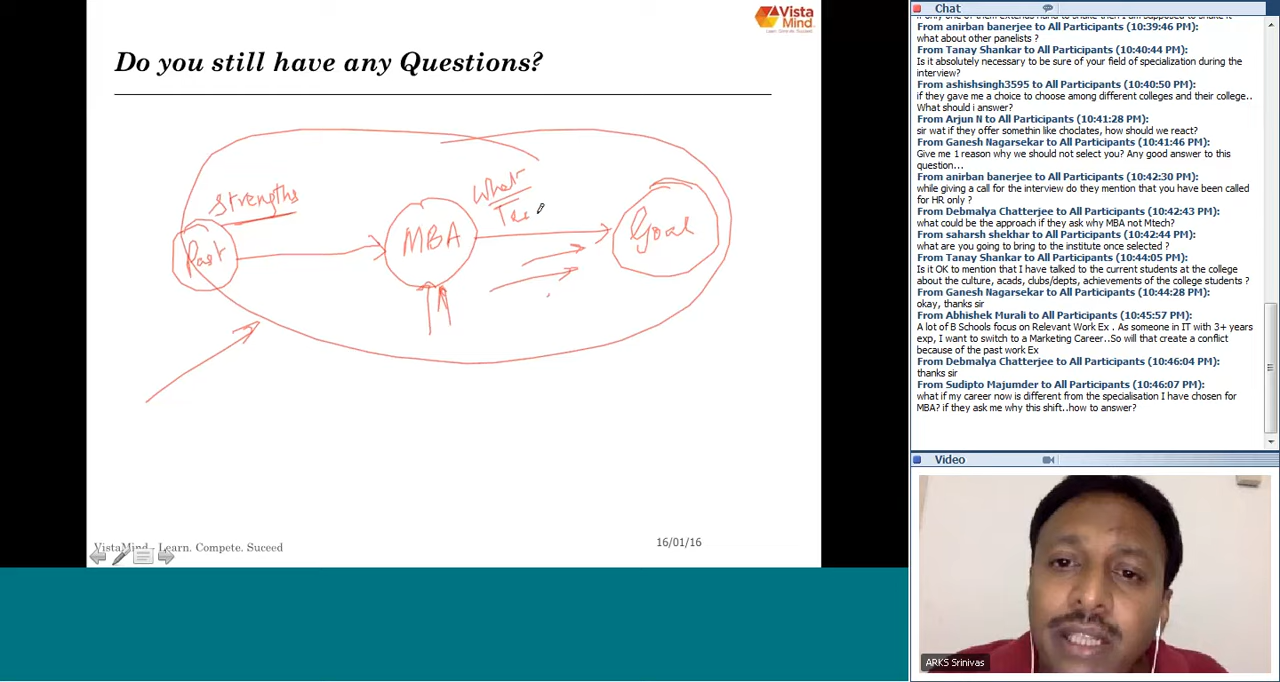 Vista
Mind
Learn. Compete. Succeed
Do you still have any Questions?
strengths
What
Past
MBA
Goal
VistaMind - Learn. Compete. Suceed
16/01/16
Chat
From anirban banerjee to All Participants (10:39:46 PM):
what about other panelists ?
From Tanay Shankar to All Participants (10:40:44 PM):
Is it absolutely necessary to be sure of your field of specialization during the
interview?
From ashishsingh3595 to All Participants (10:40:50 PM):
if they gave me a choice to choose among different colleges and their college..
What should i answer?
From Arjun N to All Participants (10:41:28 PM):
sir wat if they offer somethin like choclates, how should we react?
From Ganesh Nagarsekar to All Participants (10:41:46 PM):
Give me 1 reason why we should not select you? Any good answer to this
question...
From anirban banerjee to All Participants (10:42:30 PM):
while giving a call for the interview do they mention that you have been called
for HR only ?
From Debmalya Chatterjee to All Participants (10:42:43 PM):
what could be the approach if they ask why MBA not Mtech?
From saharsh shekhar to All Participants (10:42:44 PM):
what are you going to bring to the institute once selected ?
From Tanay Shankar to All Participants (10:44:05 PM):
Is it OK to mention that I have talked to the current students at the college
about the culture, acads, clubs/depts, achievements of the college students ?
From Ganesh Nagarsekar to All Participants (10:44:28 PM):
okay, thanks sir
From Abhishek Murali to All Participants (10:45:57 PM):
A lot of B Schools focus on Relevant Work Ex . As someone in IT with 3+ years
exp, I want to switch to a Marketing Career..So will that create a conflict
because of the past work Ex
From Debmalya Chatterjee to All Participants (10:46:04 PM):
thanks sir
From Sudipto Majumder to All Participants (10:46:07 PM):
what if my career now is different from the specialisation I have chosen for
MBA? if they ask me why this shift..how to answer?
Video
ARKS Srinivas